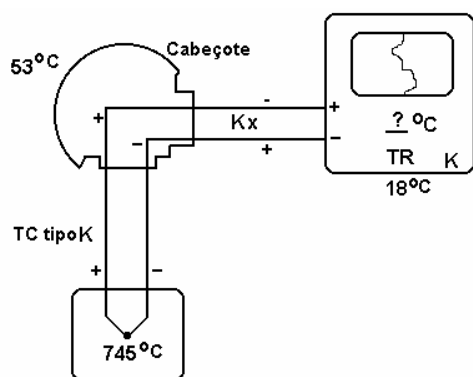 53°C
Cabeçote
+
-
+
-
Kx
+
+
-
? °C
TR K
18°C
TC tipo K
+
-
745°C